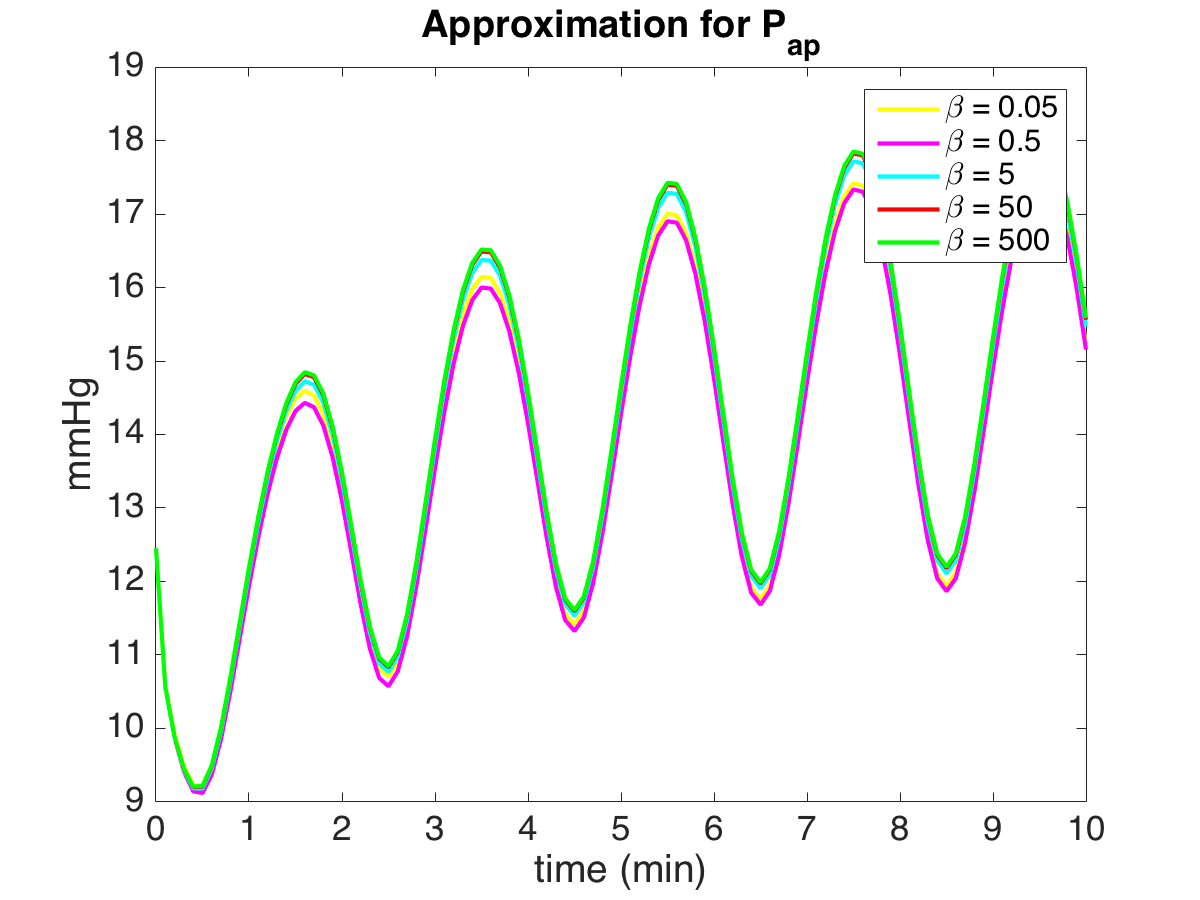 Approximation for P_ap
19
18
17
16
15
14
13
12
11
10
9
mmHg
β = 0.05
β = 0.5
β = 5
β = 50
β = 500
0 1 2 3 4 5 6 7 8 9 10
time (min)